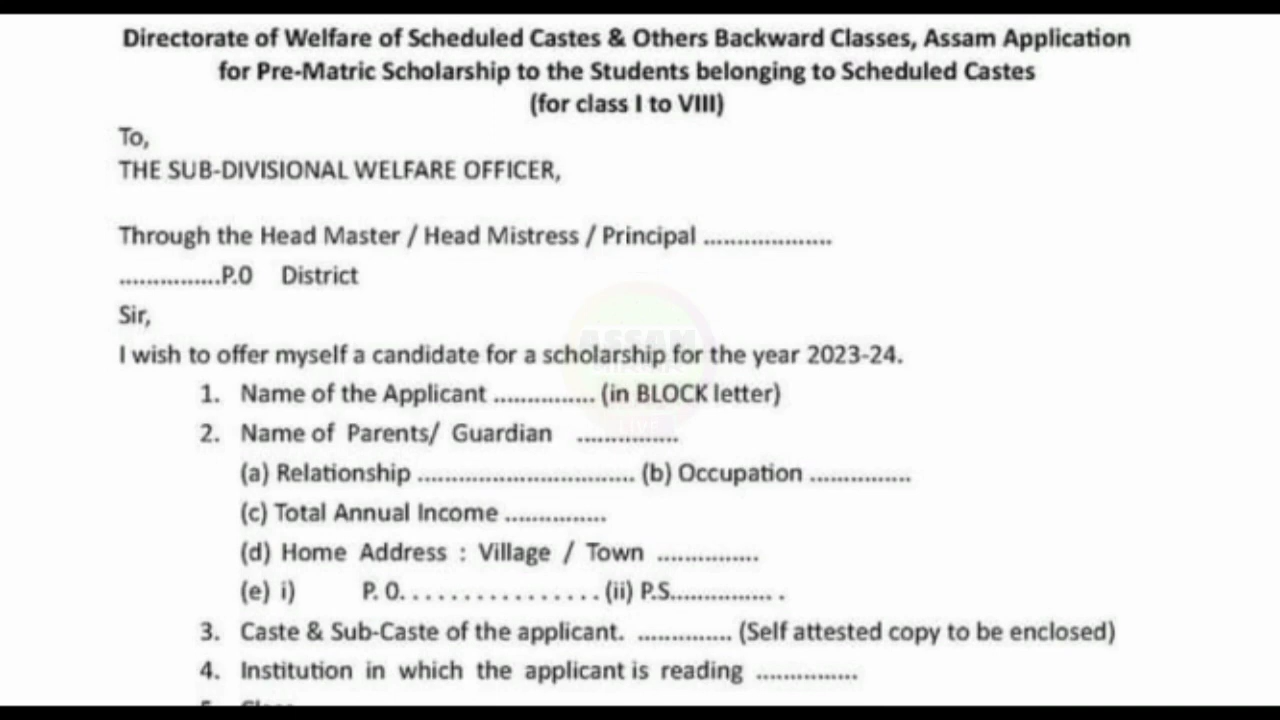 Directorate of Welfare of Scheduled Castes & Others Backward Classes, Assam Application
for Pre-Matric Scholarship to the Students belonging to Scheduled Castes
(for class I to VIII)
To,
THE SUB-DIVISIONAL WELFARE OFFICER,
Through the Head Master / Head Mistress / Principal ...................
...............P.0 District
Sir,
I wish to offer myself a candidate for a scholarship for the year 2023-24.
1. Name of the Applicant ............... (in BLOCK letter)
2. Name of Parents/ Guardian ...............
(a) Relationship ................................ (b) Occupation ...............
(c) Total Annual Income ...............
(d) Home Address : Village / Town ...............
(e) i) P. 0. . . . . . . . . . . . . . . . (ii) P.S............... .
3. Caste & Sub-Caste of the applicant. .............. (Self attested copy to be enclosed)
4. Institution in which the applicant is reading ...............
ASSAM
LIVE